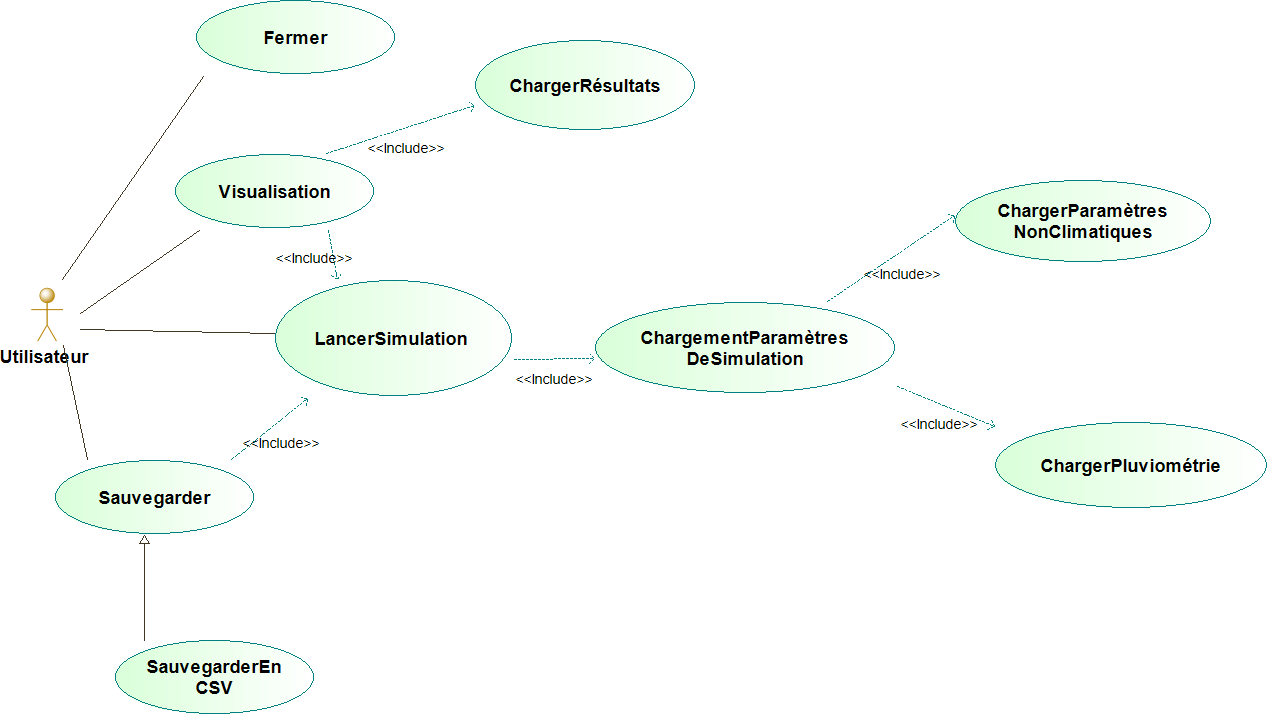 Fermer
ChargerRésultats
<<Include>>
Visualisation
ChargerParamètres
NonClimatiques
<<Include>>
<<Include>>
Utilisateur
LancerSimulation
ChargementParamètres
DeSimulation
<<Include>>
<<Include>>
<<Include>>
ChargerPluviométrie
Sauvegarder
SauvegarderEn
CSV